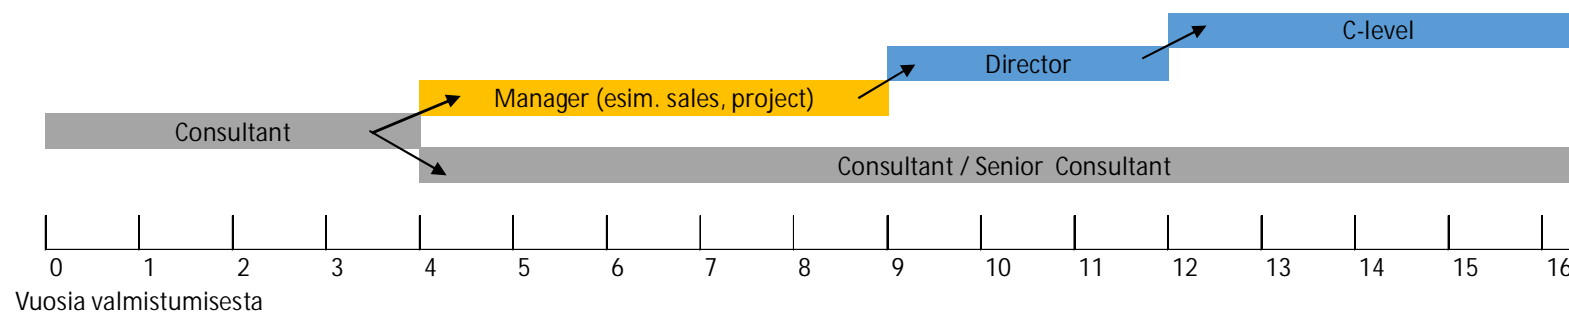 C-level
Director
Manager (esim. sales, project)
Consultant
Consultant / Senior Consultant
0 1 2 3 4 5 6 7 8 9 10 11 12 13 14 15 16
Vuosia valmistumisesta